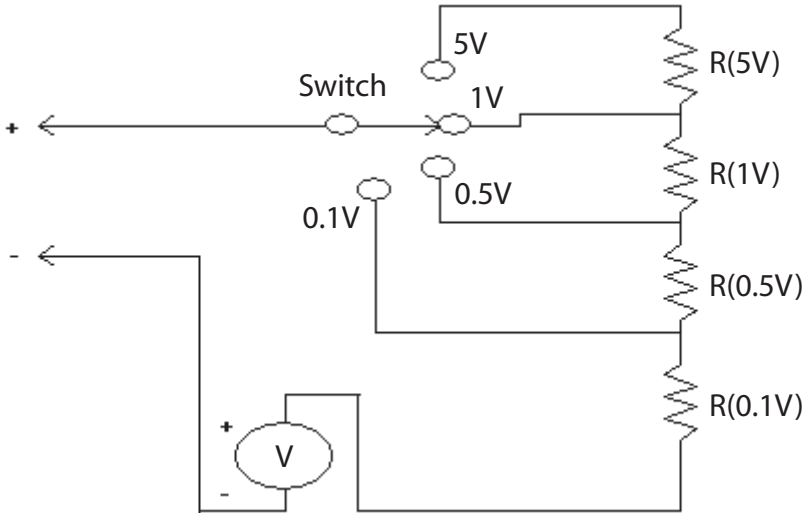 5V
R(5V)
Switch
1V
+
R(1V)
0.5V
0.1V
-
R(0.5V)
R(0.1V)
+
V
-